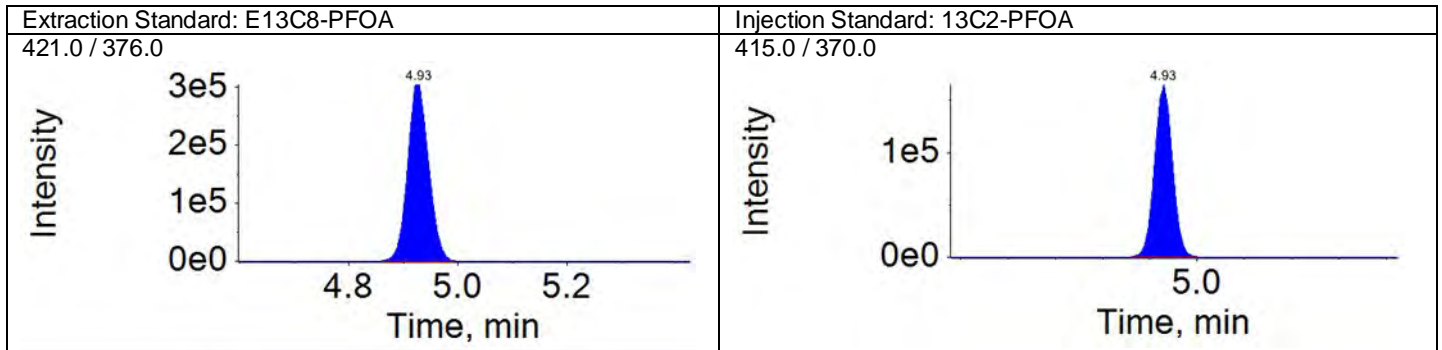 Extraction Standard: E13C8-PFOA
421.0 / 376.0
4.93
3e5
2e5
1e5
0e0
Intensity
4.8 5.0 5.2
Time, min
Injection Standard: 13C2-PFOA
415.0 / 370.0
4.93
1e5
0e0
Intensity
5.0
Time, min